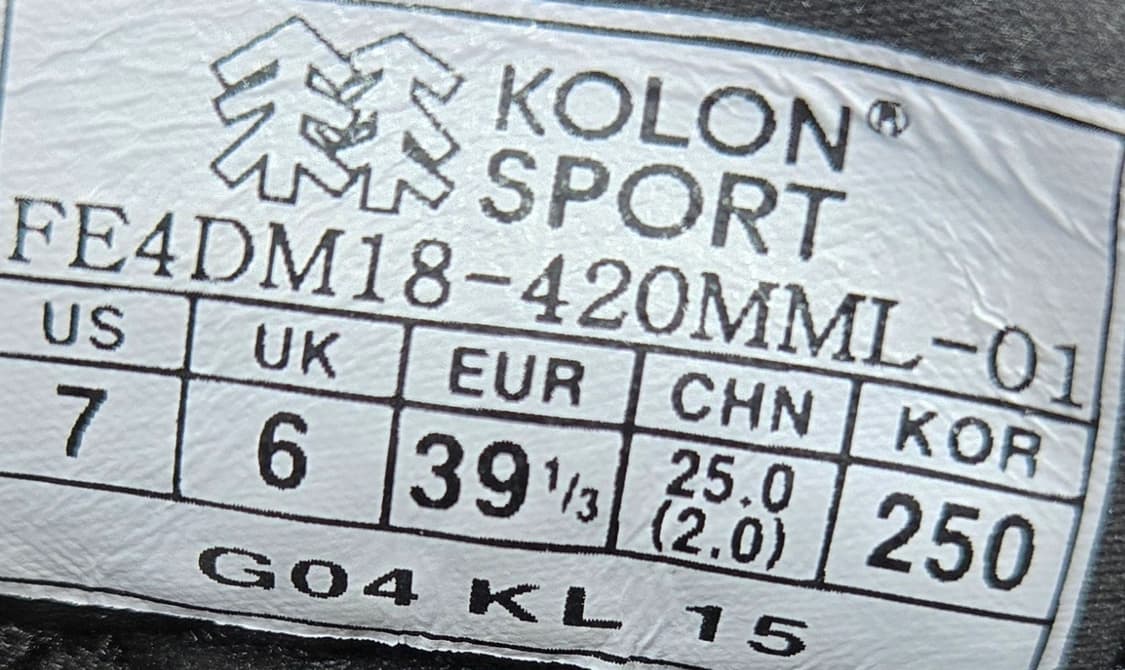 KOLON®
SPORT
FE4DM18-420MML-01
US UK EUR CHN KOR
7 6 39 1/3 25.0 (2.0) 250
G04 KL 15